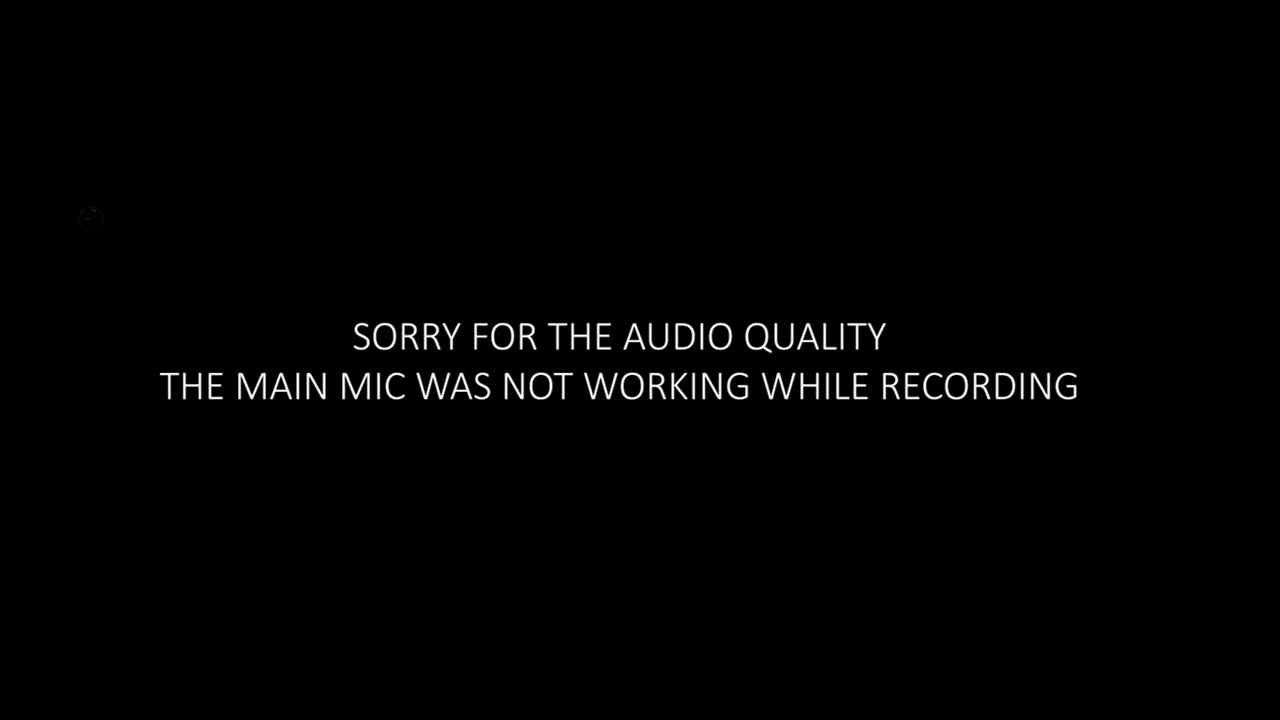 SORRY FOR THE AUDIO QUALITY
THE MAIN MIC WAS NOT WORKING WHILE RECORDING